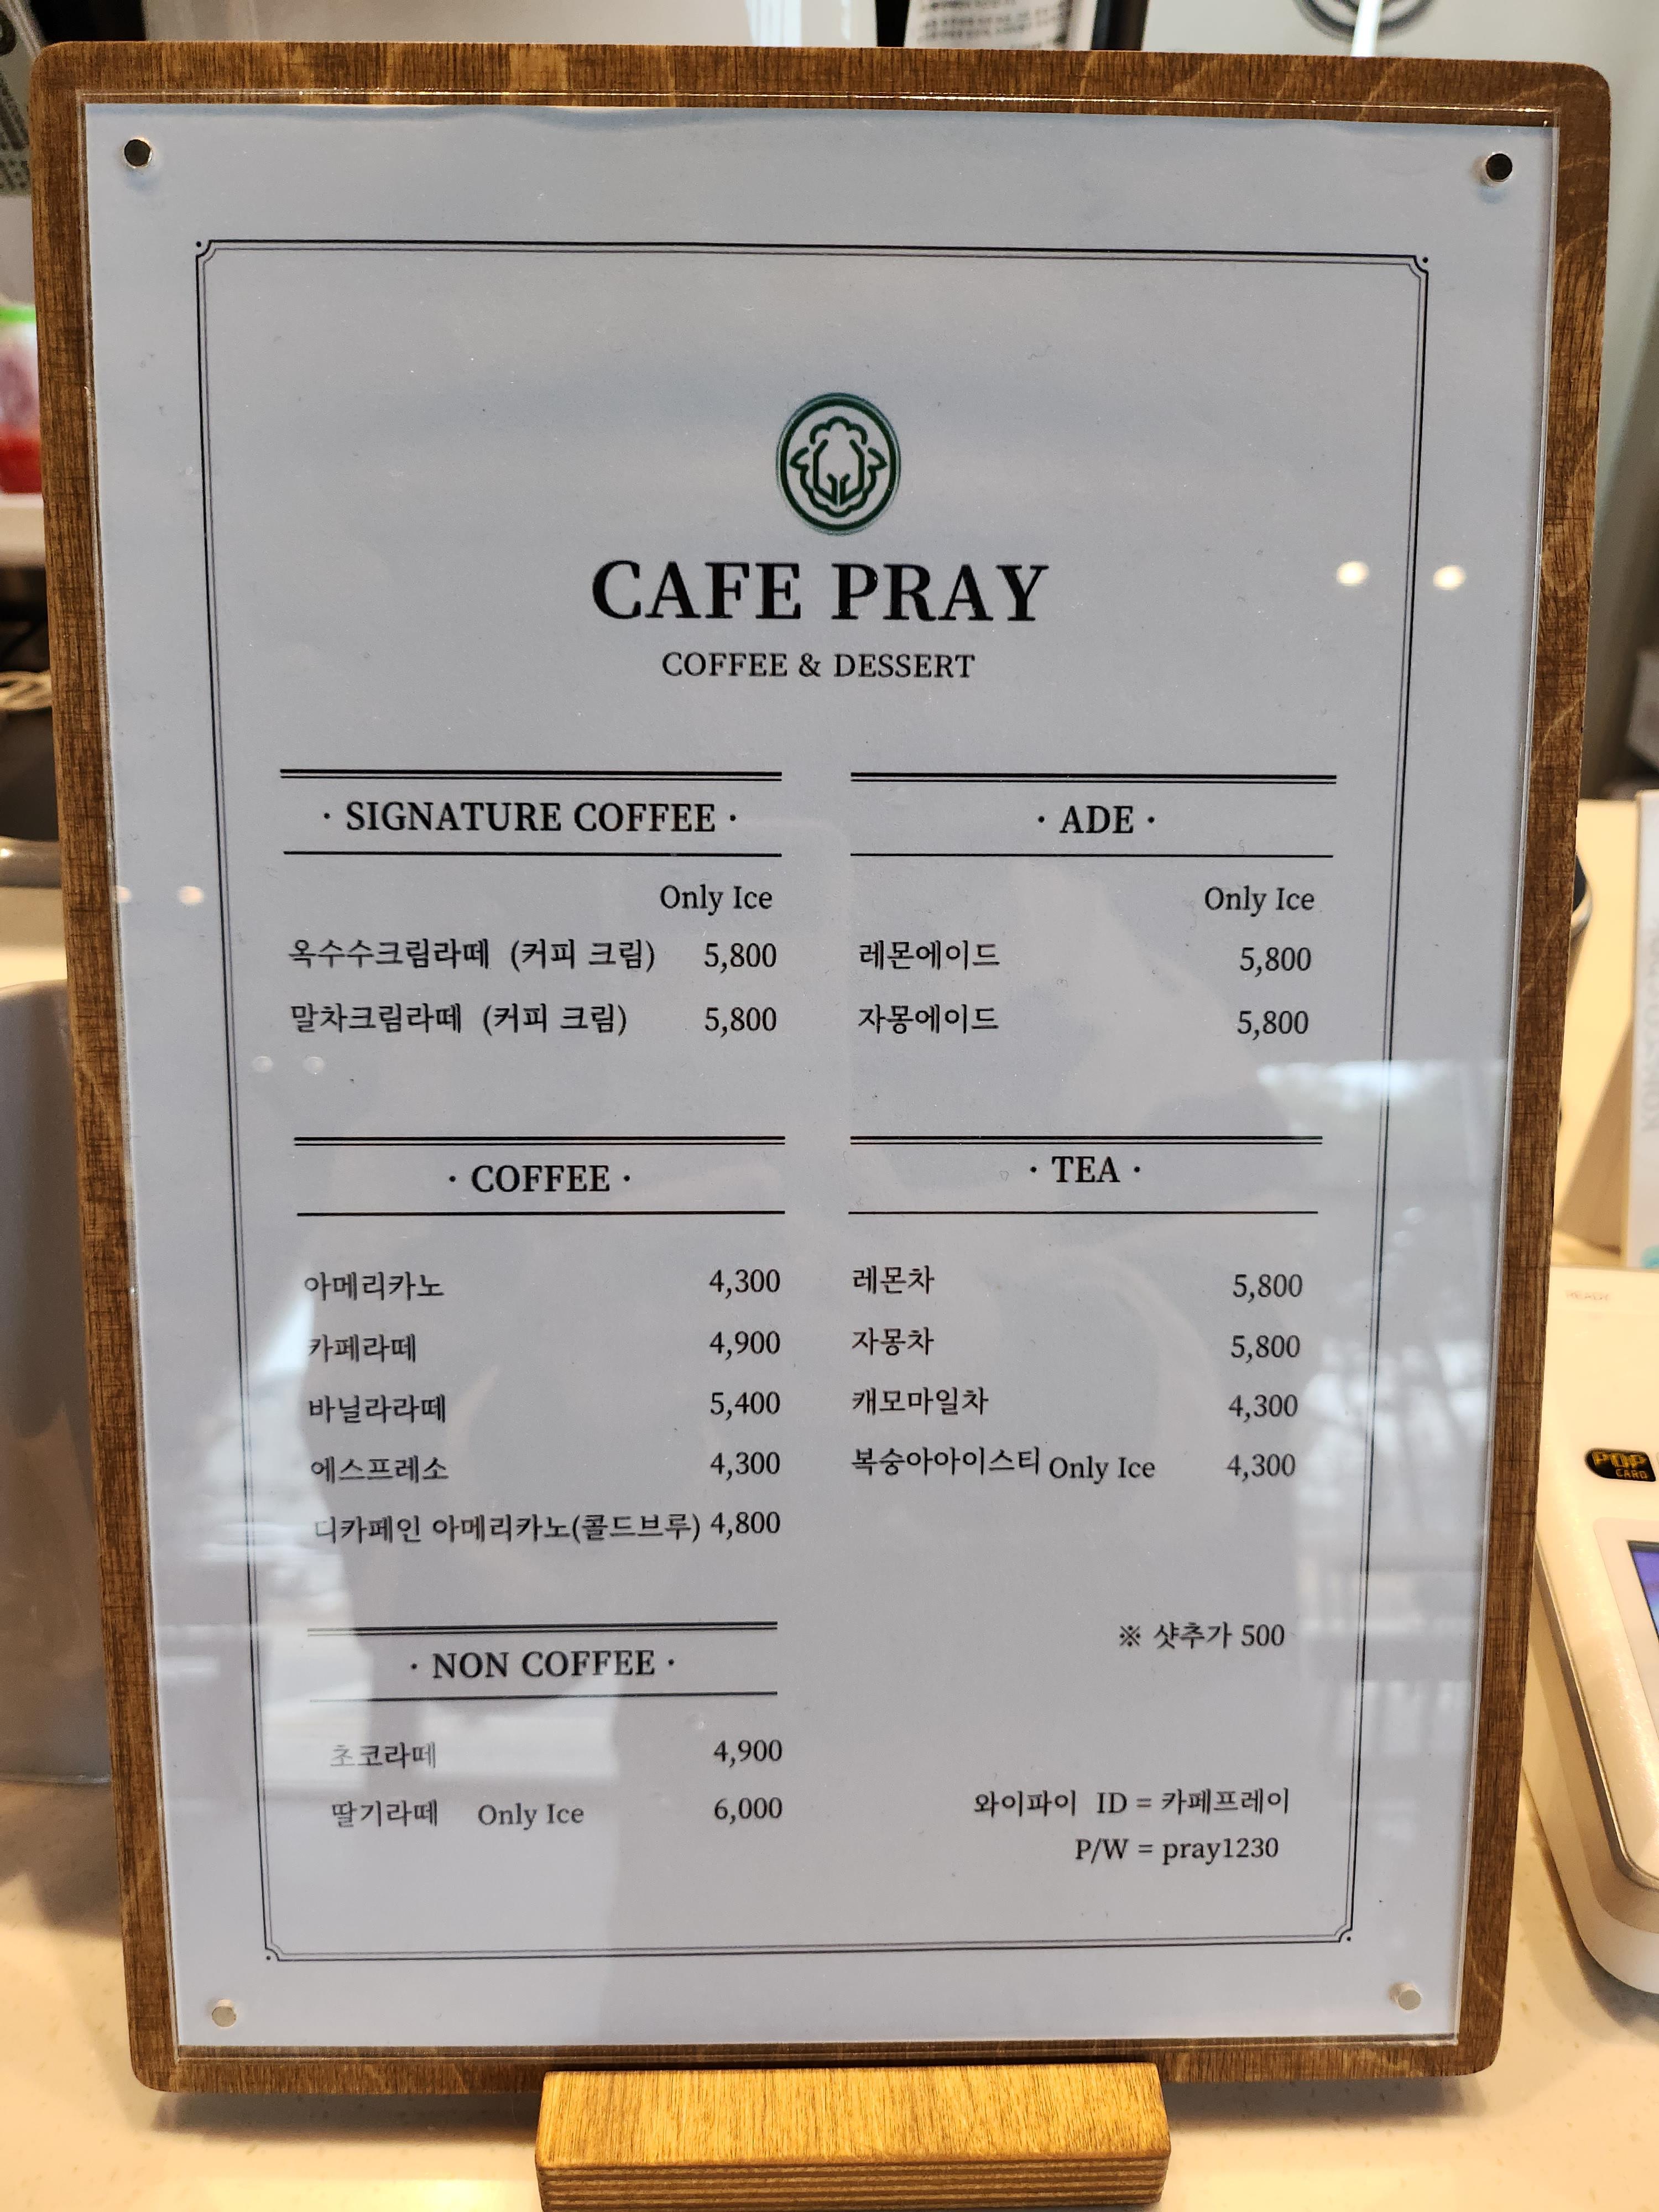 CAFE PRAY
COFFEE & DESSERT
· SIGNATURE COFFEE ·
Only Ice
옥수수크림라떼 (커피 크림) 5,800
말차크림라떼 (커피 크림) 5,800
· COFFEE ·
아메리카노 4,300
카페라떼 4,900
바닐라라떼 5,400
에스프레소 4,300
디카페인 아메리카노(콜드브루) 4,800
· NON COFFEE ·
초코라떼 4,900
딸기라떼 Only Ice 6,000
· ADE ·
Only Ice
레몬에이드 5,800
자몽에이드 5,800
· TEA ·
레몬차 5,800
자몽차 5,800
캐모마일차 4,300
복숭아아이스티 Only Ice 4,300
※ 샷추가 500
와이파이 ID = 카페프레이
P/W = pray1230
POP
CARD